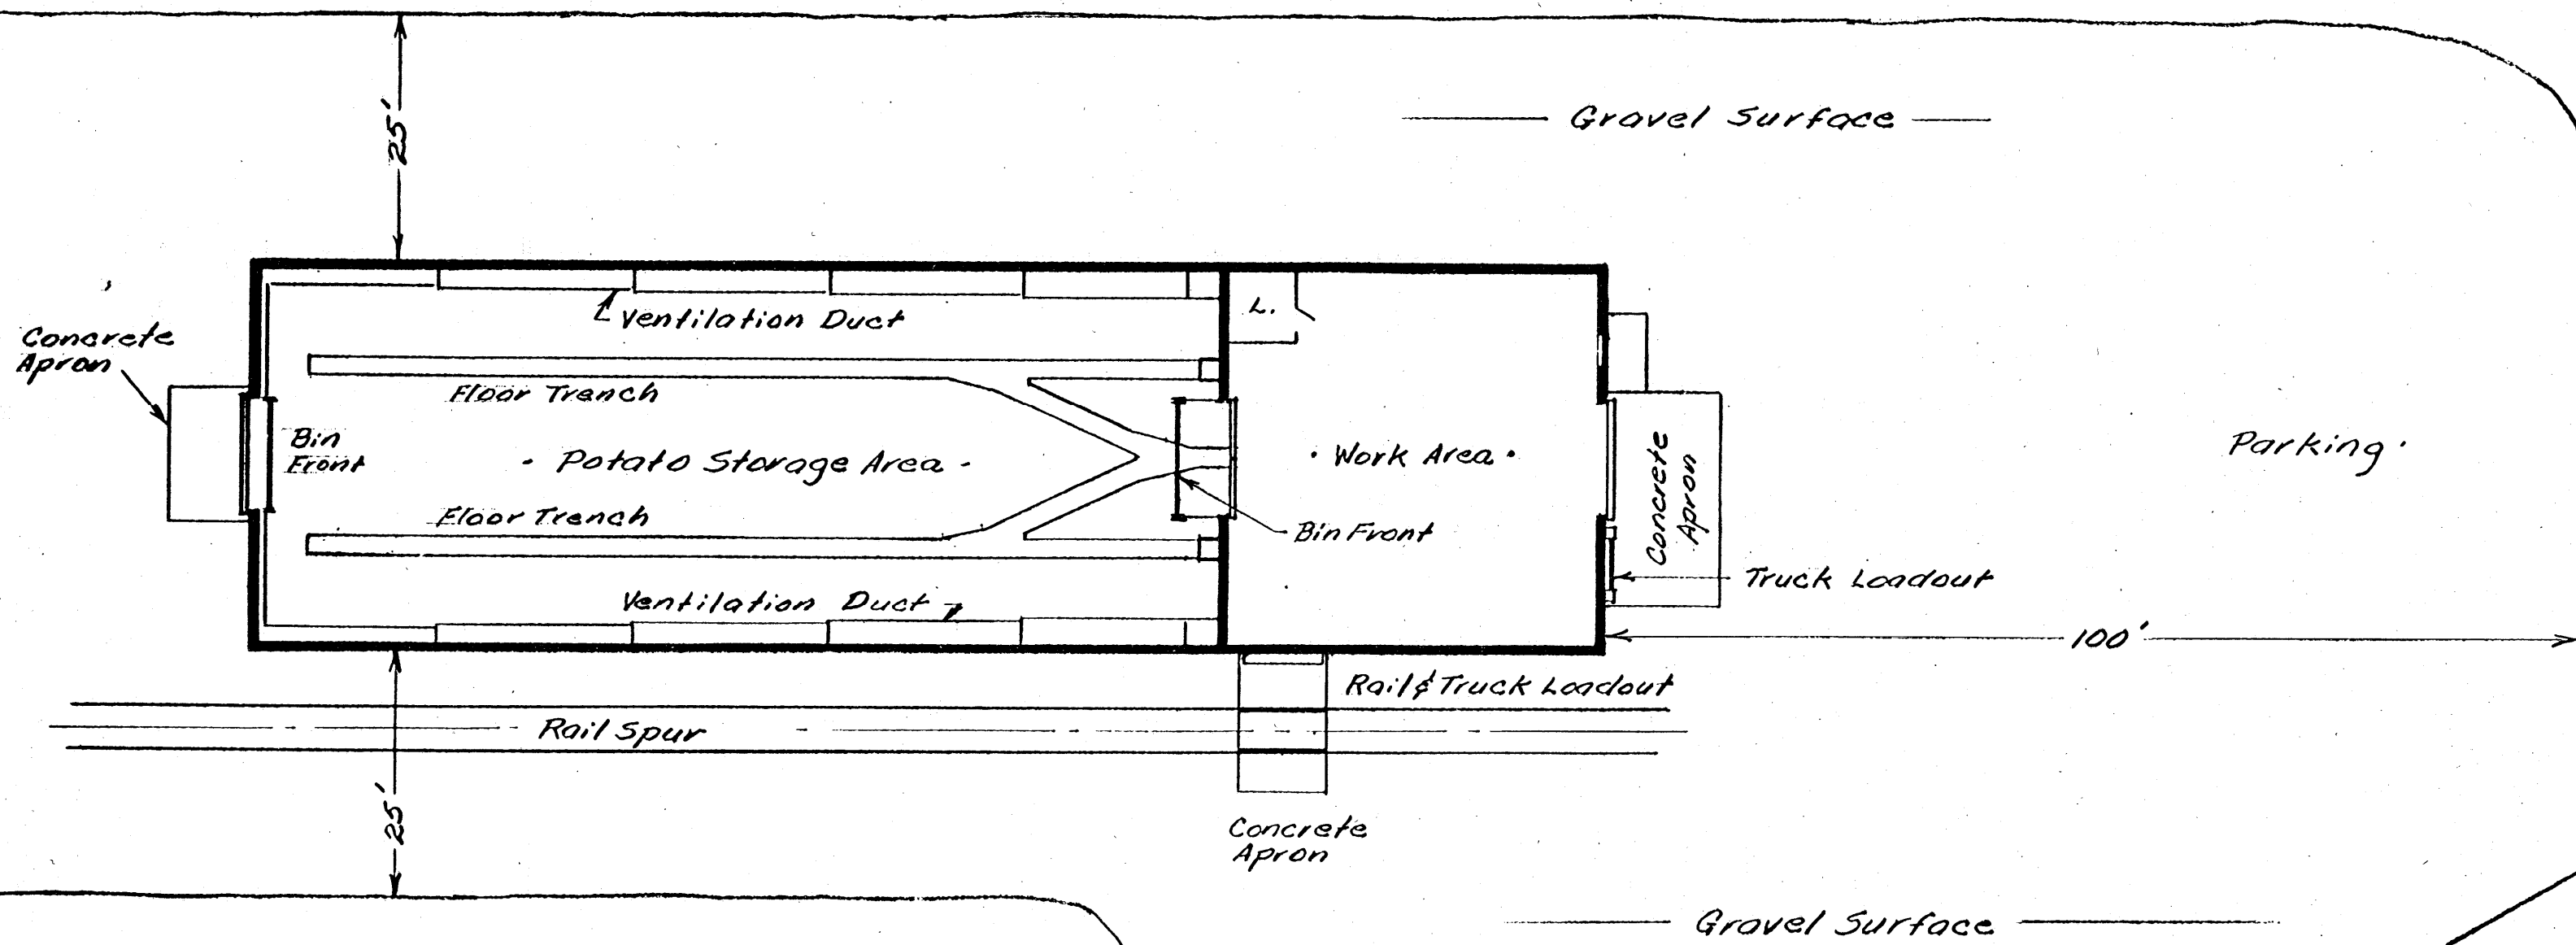 25'
Gravel Surface
Ventilation Duct
L.
Concrete
Apron
Floor Trench
Bin
Front
Potato Storage Area
Work Area
Concrete
Apron
Parking
Floor Trench
Bin Front
Truck Loadout
Ventilation Duct
100'
Rail & Truck Loadout
Rail Spur
25'
Concrete
Apron
Gravel Surface